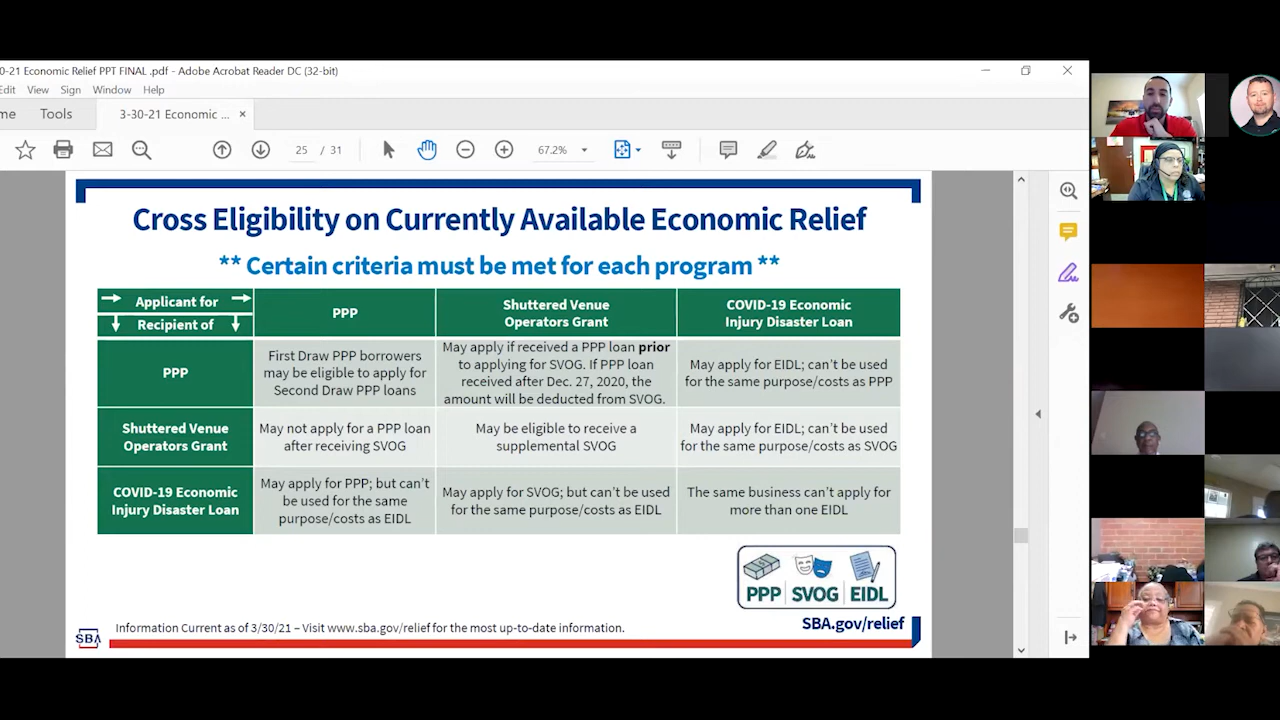 0-21 Economic Relief PPT FINAL .pdf - Adobe Acrobat Reader DC (32-bit)
Edit View Sign Window Help
me Tools 3-30-21 Economic ... ×
25 / 31 67.2%
Cross Eligibility on Currently Available Economic Relief
** Certain criteria must be met for each program **
Applicant for
Recipient of
PPP
Shuttered Venue
Operators Grant
COVID-19 Economic
Injury Disaster Loan
PPP
First Draw PPP borrowers
may be eligible to apply for
Second Draw PPP loans
May apply if received a PPP loan prior
to applying for SVOG. If PPP loan
received after Dec. 27, 2020, the
amount will be deducted from SVOG.
May apply for EIDL; can't be used
for the same purpose/costs as PPP
Shuttered Venue
Operators Grant
May not apply for a PPP loan
after receiving SVOG
May be eligible to receive a
supplemental SVOG
May apply for EIDL; can't be used
for the same purpose/costs as SVOG
COVID-19 Economic
Injury Disaster Loan
May apply for PPP; but can't
be used for the same
purpose/costs as EIDL
May apply for SVOG; but can't be used
for the same purpose/costs as EIDL
The same business can't apply for
more than one EIDL
PPP SVOG EIDL
SBA
Information Current as of 3/30/21 – Visit www.sba.gov/relief for the most up-to-date information.
SBA.gov/relief